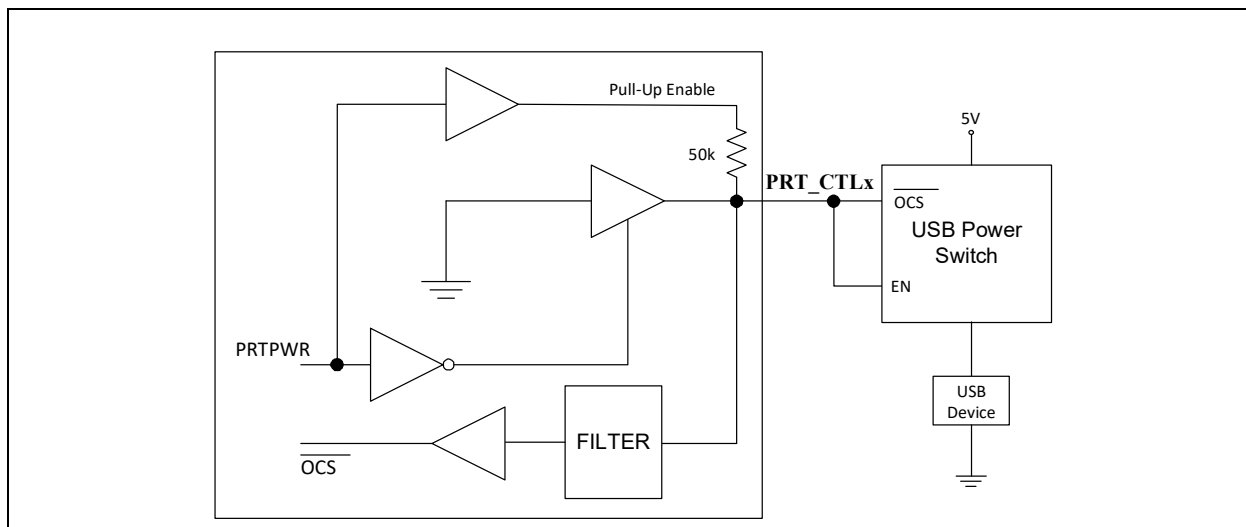 Pull-Up Enable
5V
50k
PRT_CTLx
OCS
USB Power
Switch
EN
PRTPWR
USB
Device
FILTER
OCS